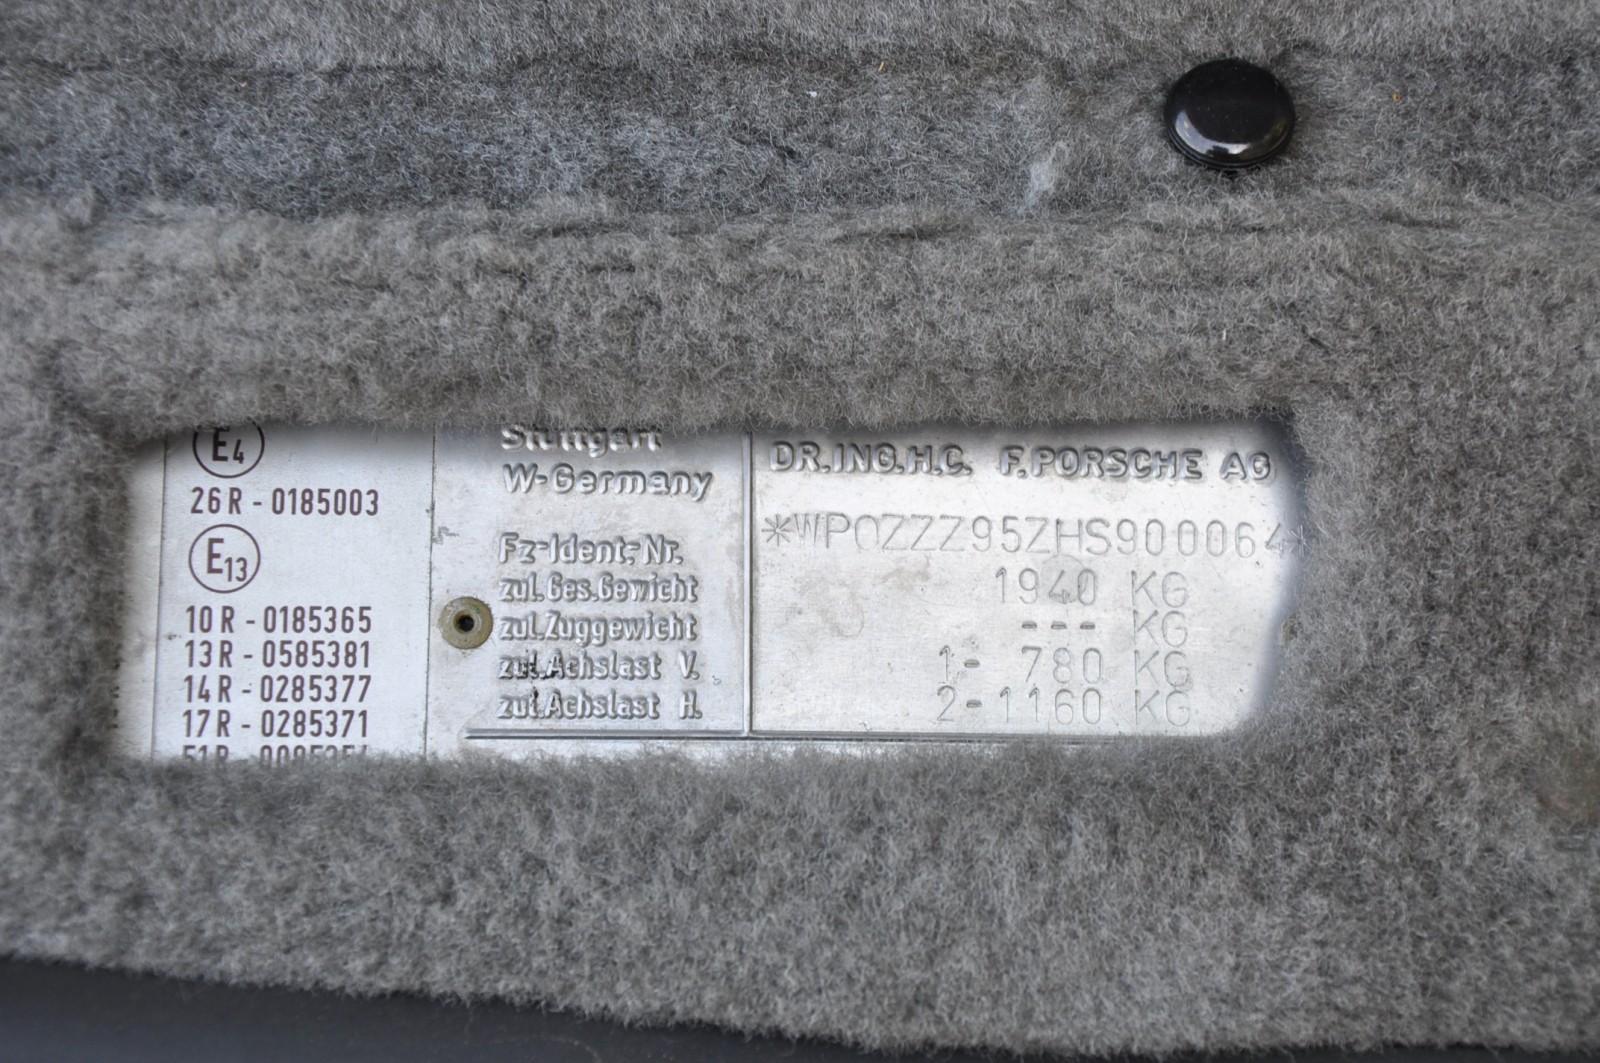 E4
26 R - 0185003
E13
10 R - 0185365
13 R - 0585381
14 R - 0285377
17 R - 0285371
Stuttgart
W-Germany
Fz-Ident.-Nr.
zul.Ges.Gewicht
zul.Zuggewicht
zul.Achslast V.
zul.Achslast H.
DR.ING.H.C. F.PORSCHE AG
*WP0ZZZ95ZHS900064*
1940 KG
--- KG
1- 780 KG
2-1160 KG